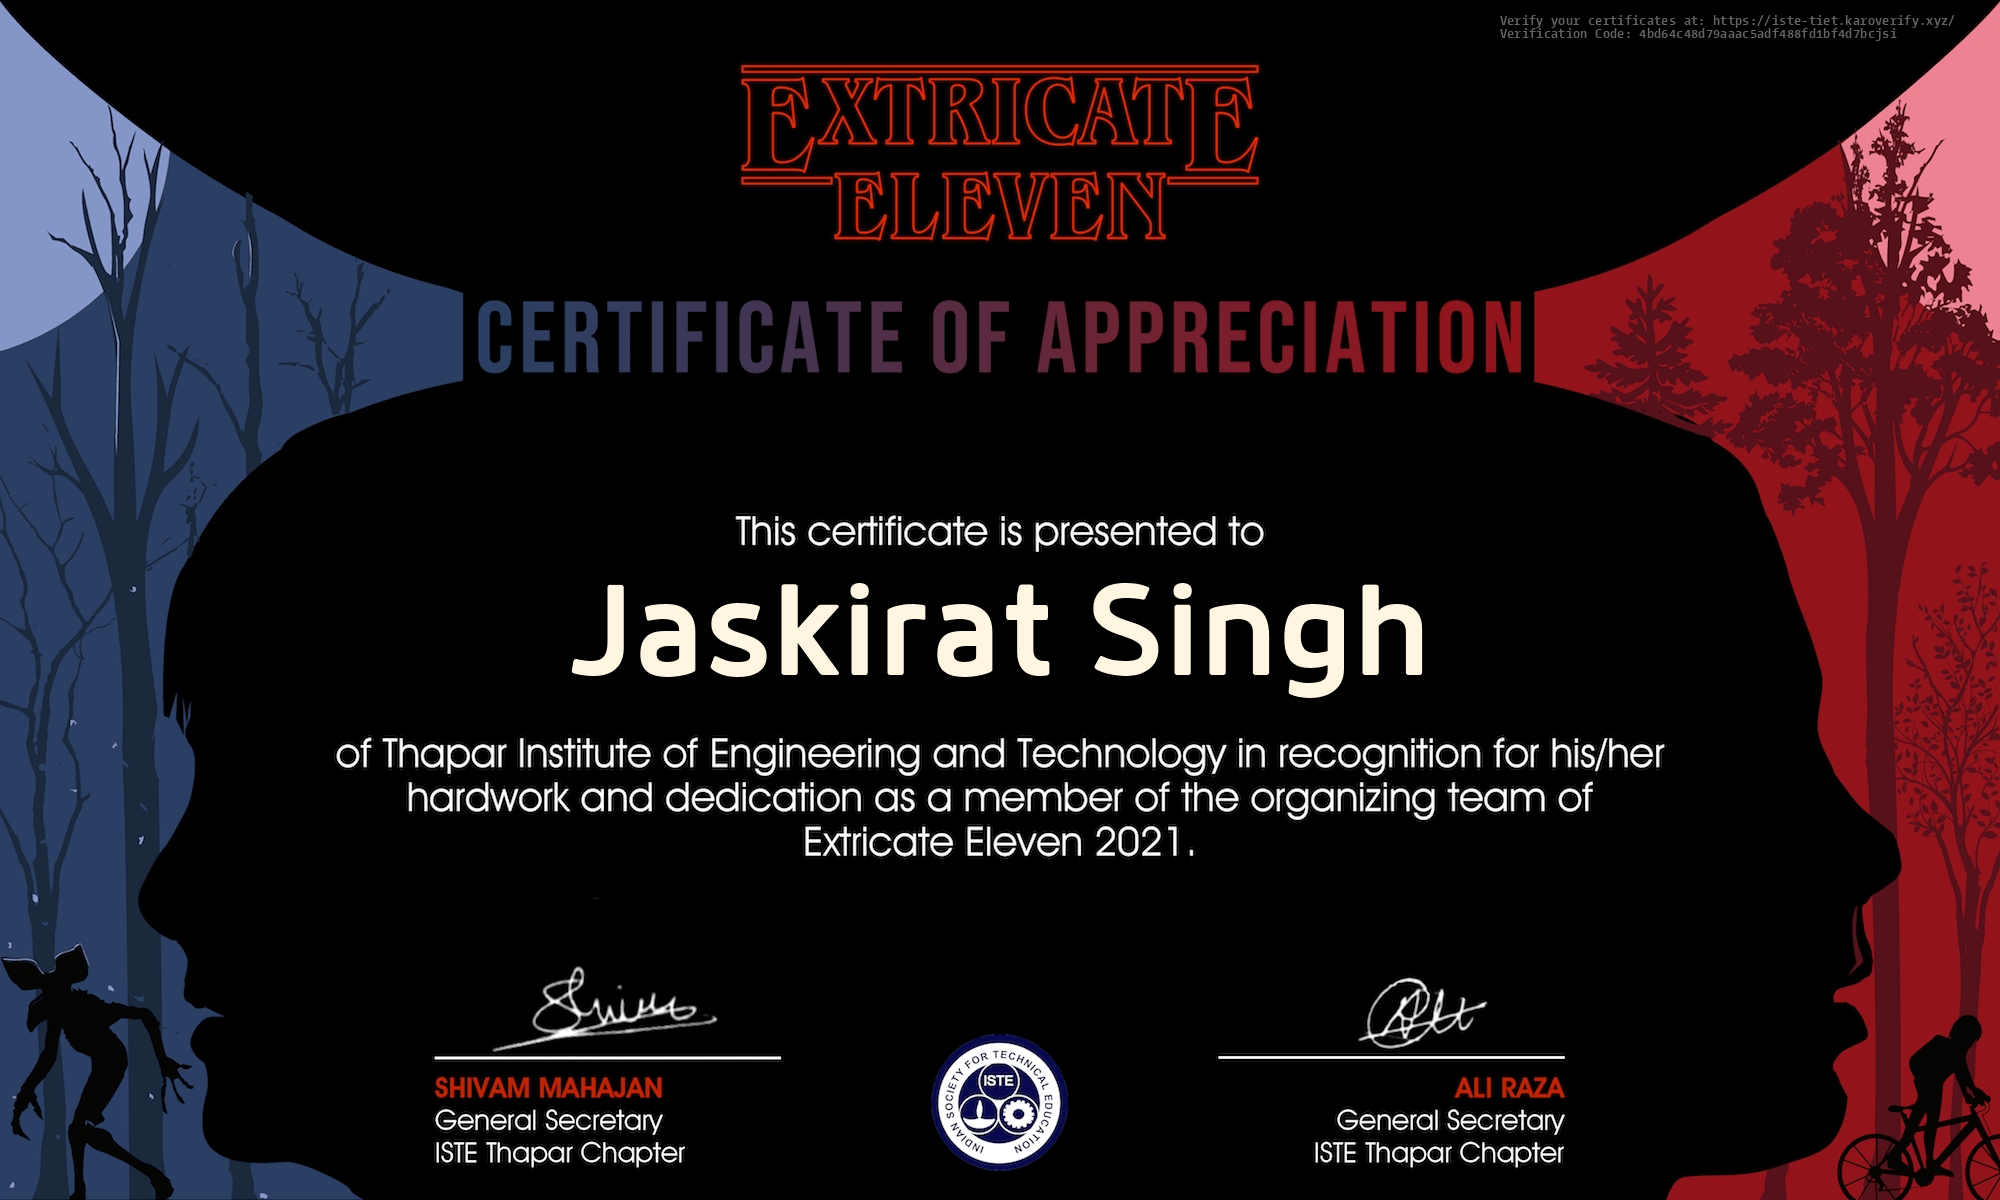 Verify your certificates at: https://iste-tiet.karoverify.xyz/
Verification Code: 4bd64c48d79aaac5adf488fd1bf4d7bcjsi
EXTRICATE
ELEVEN
CERTIFICATE OF APPRECIATION
This certificate is presented to
Jaskirat Singh
of Thapar Institute of Engineering and Technology in recognition for his/her
hardwork and dedication as a member of the organizing team of
Extricate Eleven 2021.
SHIVAM MAHAJAN
General Secretary
ISTE Thapar Chapter
INDIAN SOCIETY FOR TECHNICAL EDUCATION
ISTE
ALI RAZA
General Secretary
ISTE Thapar Chapter